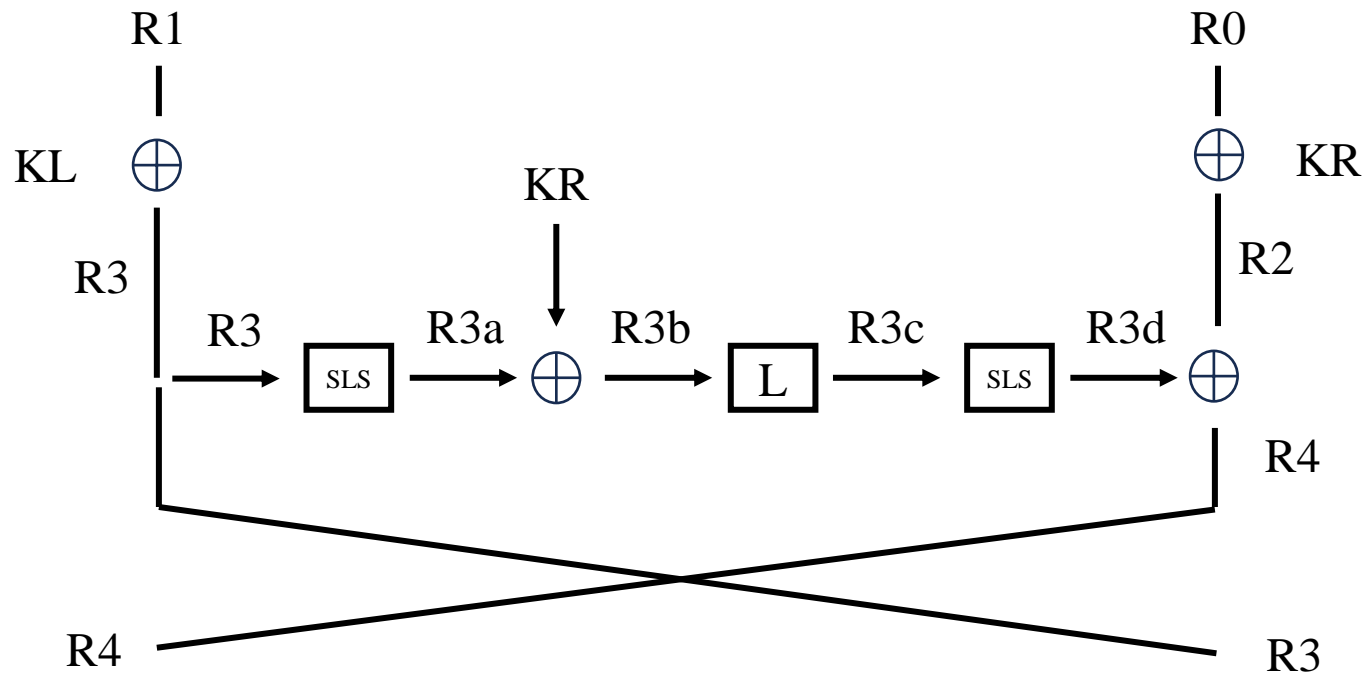 R1 R0
KL KR KR
R3 R2
R3 SLS R3a R3b L R3c SLS R3d
R4
R4 R3